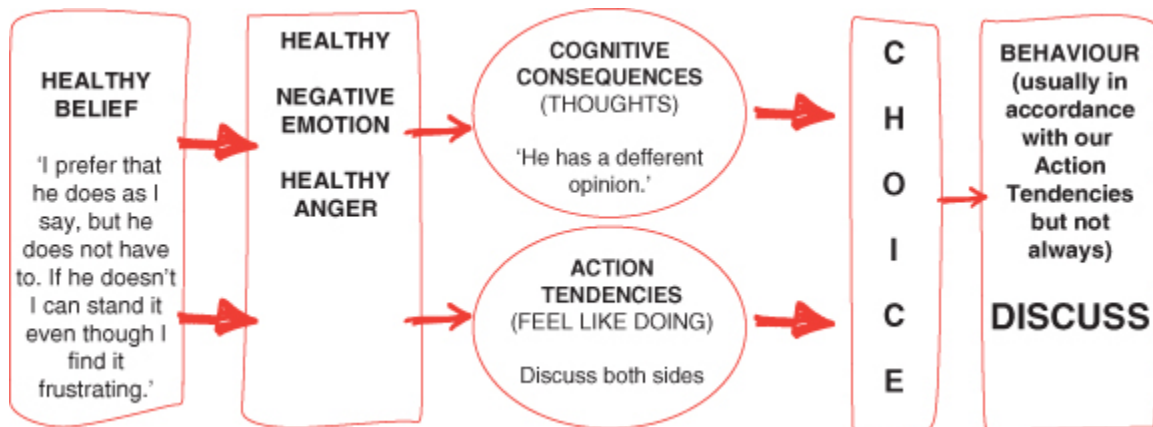 HEALTHY
BELIEF
'I prefer that
he does as I
say, but he
does not have
to. If he doesn't
I can stand it
even though I
find it
frustrating.'
HEALTHY
NEGATIVE
EMOTION
HEALTHY
ANGER
COGNITIVE
CONSEQUENCES
(THOUGHTS)
'He has a defferent
opinion.'
ACTION
TENDENCIES
(FEEL LIKE DOING)
Discuss both sides
C
H
O
I
C
E
BEHAVIOUR
(usually in
accordance
with our
Action
Tendencies
but not
always)
DISCUSS